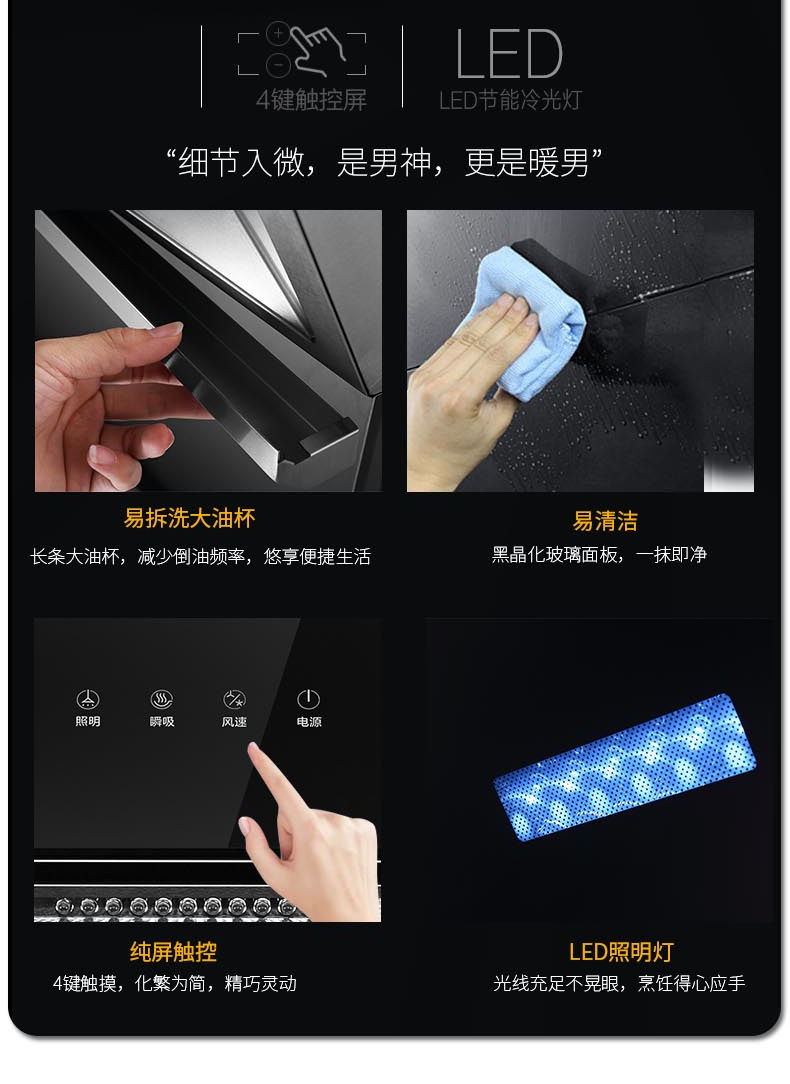 LED
4键触控屏
LED节能冷光灯
“细节入微，是男神，更是暖男”
易拆洗大油杯
易清洁
长条大油杯，减少倒油频率，悠享便捷生活
黑晶化玻璃面板，一抹即净
照明 瞬吸 风速 电源
纯屏触控
LED照明灯
4键触摸，化繁为简，精巧灵动
光线充足不晃眼，烹饪得心应手